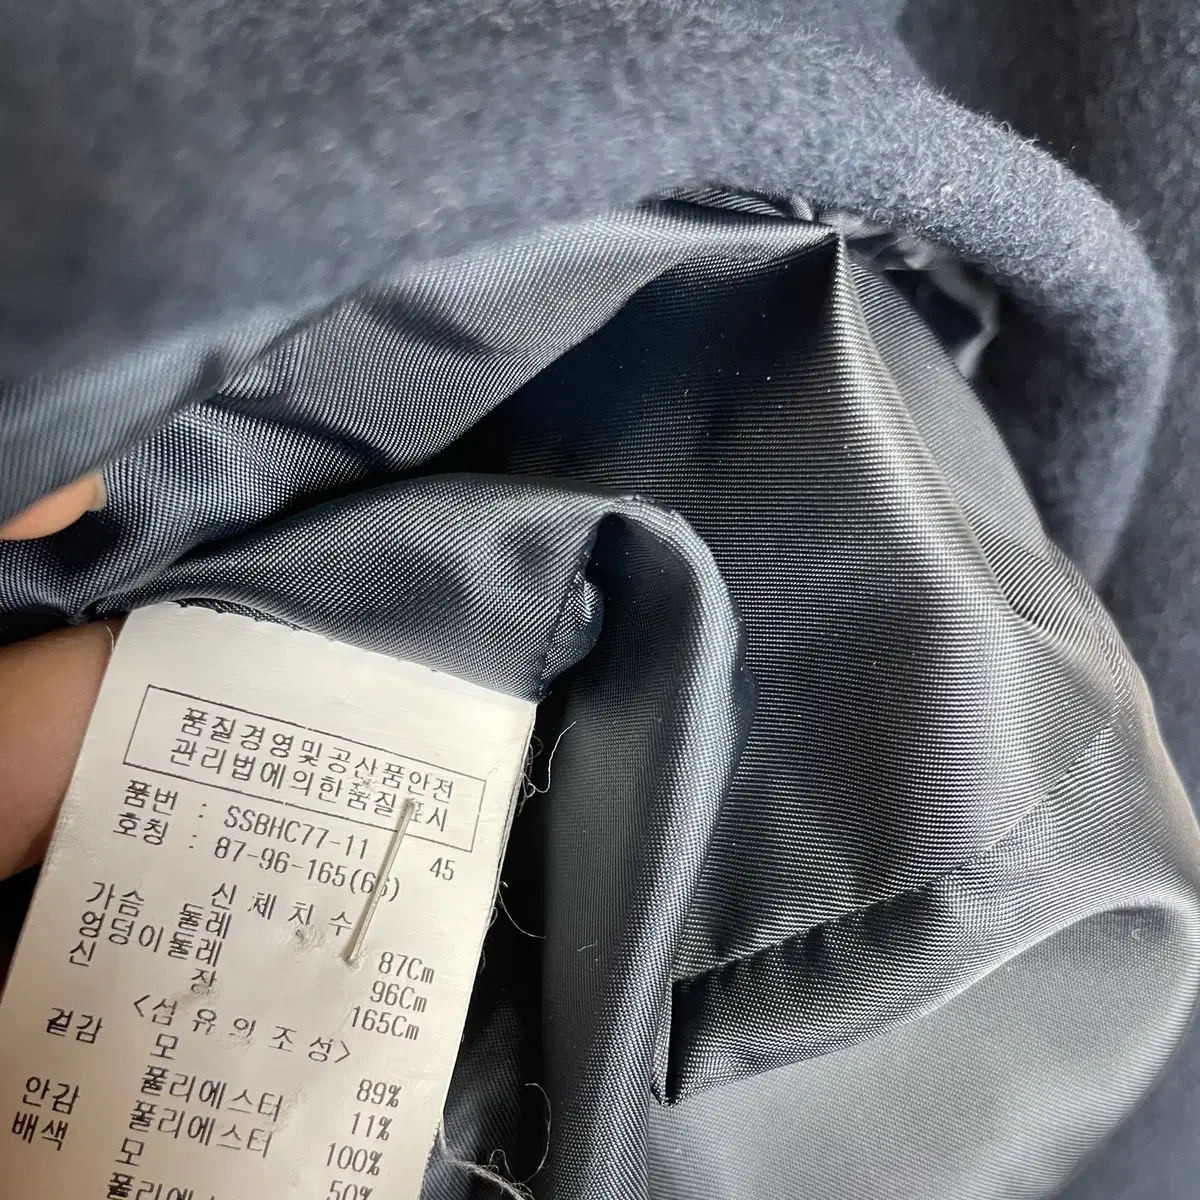 품질경영및공산품안전
관리법에의한품질표시
품번 : SSBHC77-11 45
호칭 : 87-96-165(66)
신체치수
가슴둘레 87Cm
엉덩이둘레 96Cm
신장 165Cm
<섬유의조성>
겉감 모 89%
폴리에스터 11%
안감 폴리에스터 100%
배색 모 50%
폴리에스